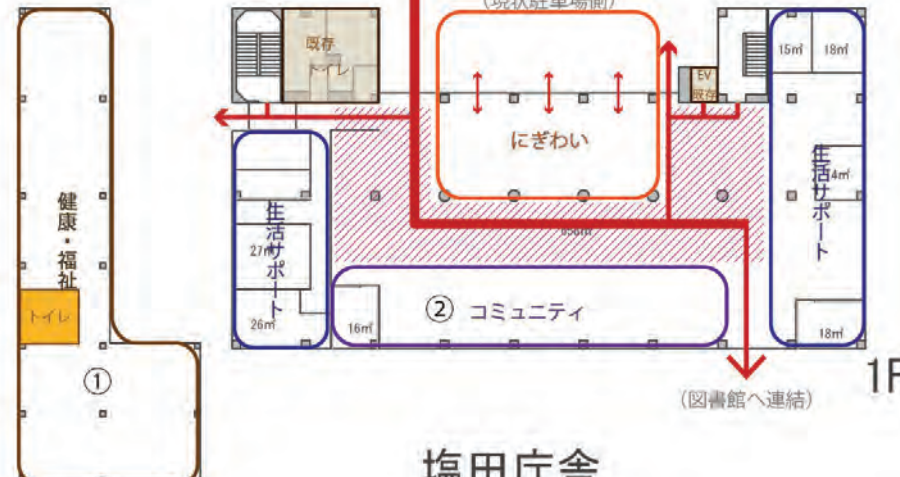 (現状駐車場側)
既存
トイレ
EV
既存
15㎡
18㎡
にぎわい
健康・福祉
生活サポート
生活サポート
4㎡
27㎡
トイレ
26㎡
16㎡
② コミュニティ
18㎡
①
(図書館へ連結)
1F
塩田庁舎